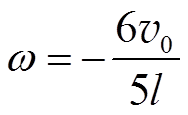 ω = − 6v₀ / 5l